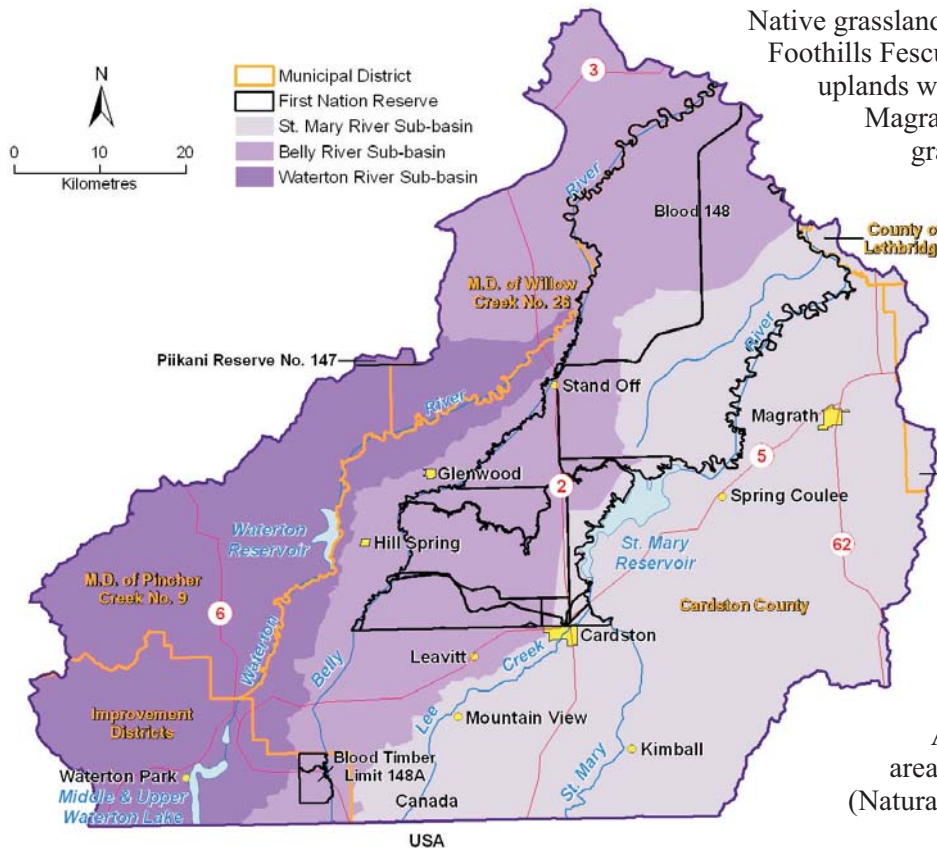 Native grassland
Foothills Fescu
uplands w
Magra
gra
N
0 10 20
Kilometres
Municipal District
First Nation Reserve
St. Mary River Sub-basin
Belly River Sub-basin
Waterton River Sub-basin
3
River
Blood 148
County o
Lethbridg
M.D. of Willow
Creek No. 26
Piikani Reserve No. 147
River
River
Stand Off
Magrath
5
Glenwood
2
Spring Coulee
Waterton
Reservoir
Hill Spring
St. Mary
Reservoir
62
M.D. of Pincher
Creek No. 9
6
Cardston County
Waterton
Belly
Cardston
Leavitt
Creek
Lee
Improvement
Districts
Mountain View
St. Mary
Kimball
Blood Timber
Limit 148A
Waterton Park
Middle & Upper
Waterton Lake
Canada
USA
A
area
(Natura